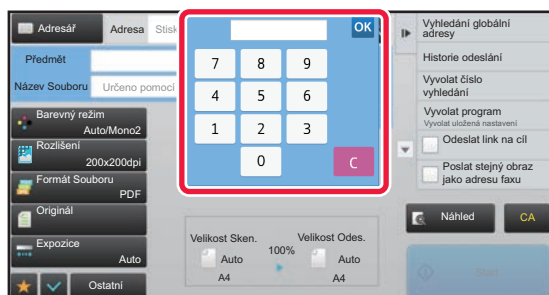 Adresář
Adresa
Stisk
OK
Předmět
Název Souboru
Určeno pomocí
7 8 9
4 5 6
1 2 3
0 C
Barevný režim
Auto/Mono2
Rozlišení
200x200dpi
Formát Souboru
PDF
Originál
Expozice
Auto
Ostatní
Velikost Sken.
Auto
A4
100%
Velikost Odes.
Auto
A4
Vyhledání globální
adresy
Historie odeslání
Vyvolat číslo
vyhledání
Vyvolat program
Vyvolat uložená nastavení
Odeslat link na cíl
Poslat stejný obraz
jako adresu faxu
Náhled
CA
Start